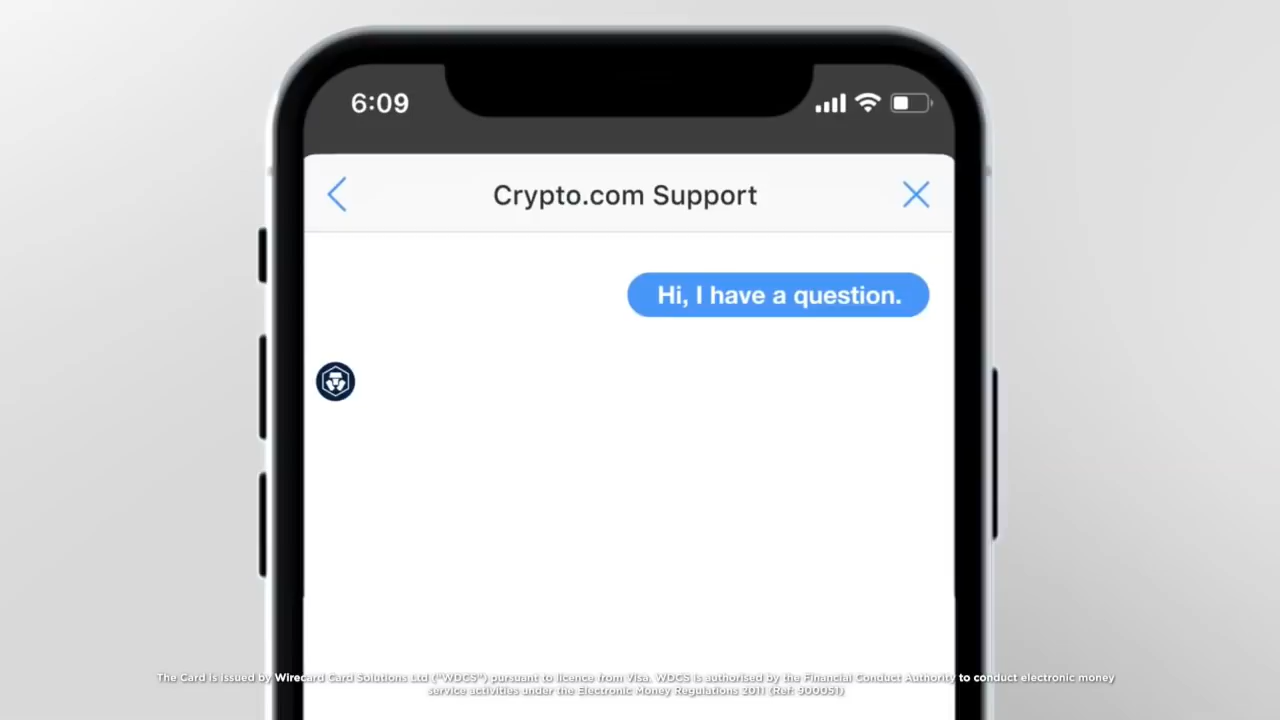 6:09
Crypto.com Support
Hi, I have a question.
The Card is issued by Wirecard Card Solutions Ltd ("WDCS") pursuant to licence from Visa. WDCS is authorised by the Financial Conduct Authority to conduct electronic money
service activities under the Electronic Money Regulations 2011 (Ref: 900051)